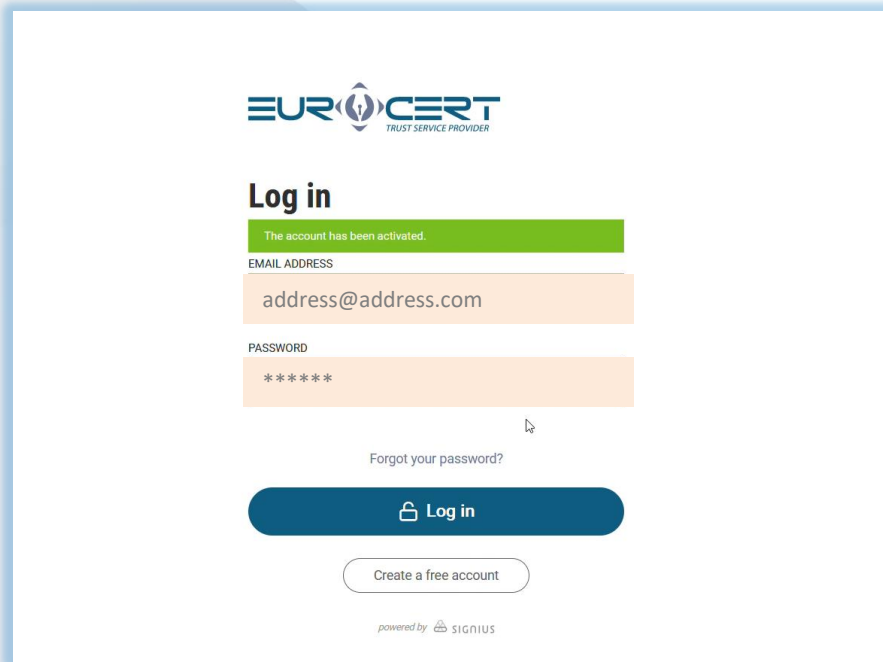 EUROCERT
TRUST SERVICE PROVIDER
Log in
The account has been activated.
EMAIL ADDRESS
address@address.com
PASSWORD
******
Forgot your password?
Log in
Create a free account
powered by SIGNIUS